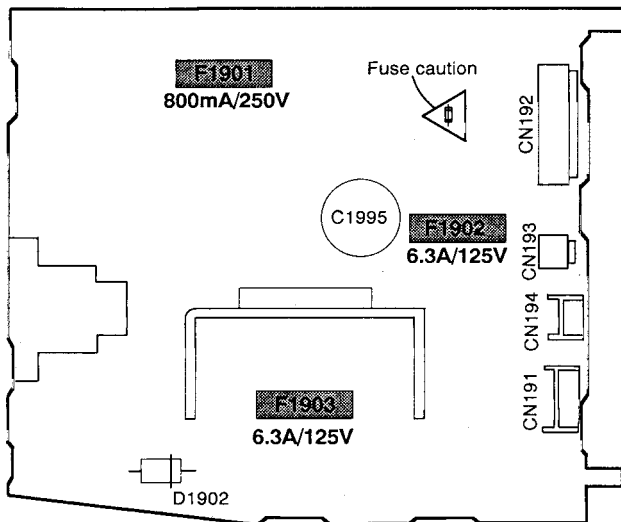 F1901
800mA/250V
Fuse caution
CN192
C1995
F1902
6.3A/125V
CN193
CN194
F1903
6.3A/125V
CN191
D1902